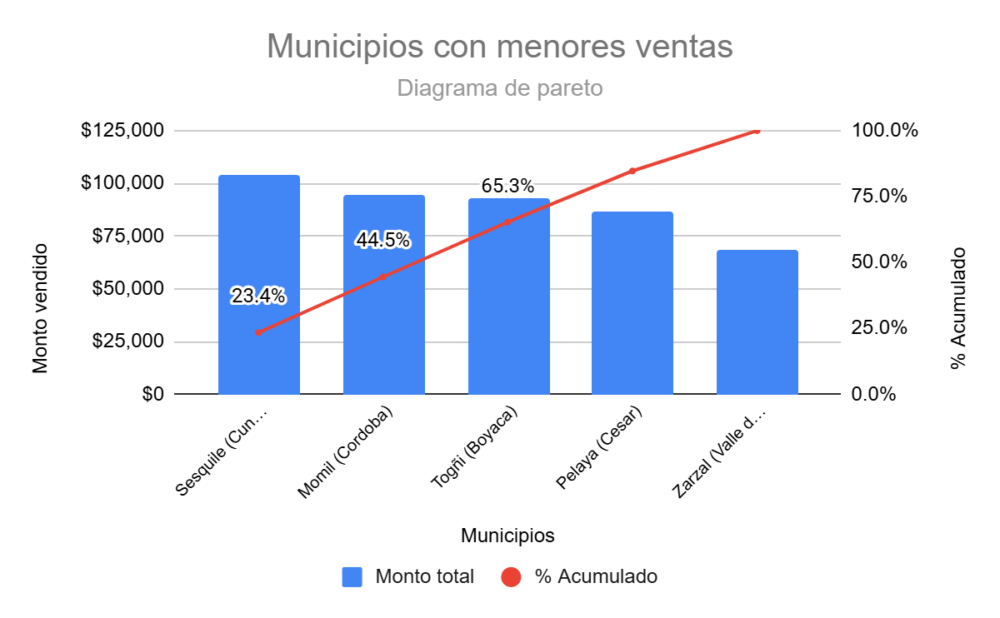 Municipios con menores ventas
Diagrama de pareto
$125,000
$100,000
$75,000
$50,000
$25,000
$0
Monto vendido
100.0%
75.0%
50.0%
25.0%
0.0%
% Acumulado
23.4%
44.5%
65.3%
Sesquile (Cun...
Momil (Cordoba)
Togñi (Boyaca)
Pelaya (Cesar)
Zarzal (Valle d...
Municipios
Monto total
% Acumulado